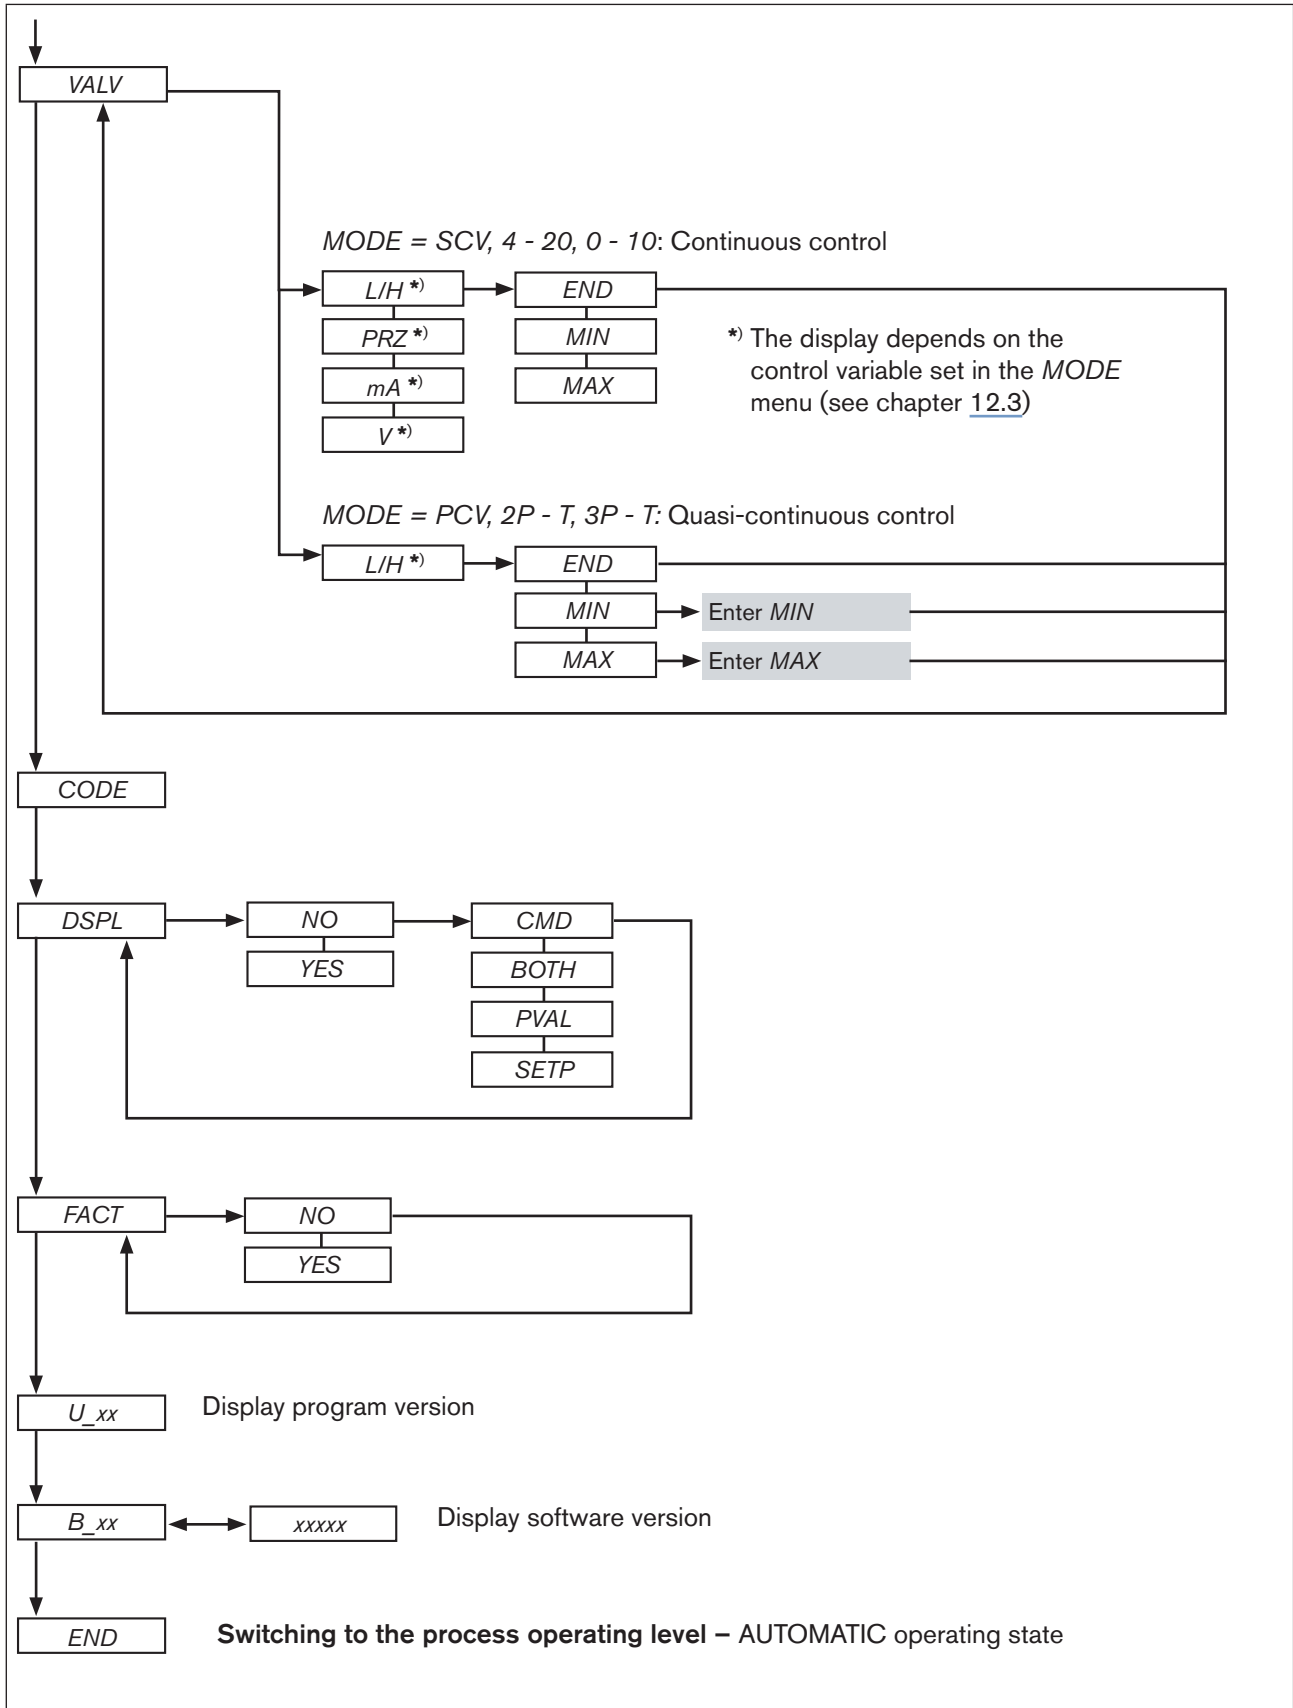 VALV
MODE = SCV, 4 - 20, 0 - 10: Continuous control
L/H *)
END
PRZ *)
MIN
mA *)
MAX
V *)
*) The display depends on the
control variable set in the MODE
menu (see chapter 12.3)
MODE = PCV, 2P - T, 3P - T: Quasi-continuous control
L/H *)
END
MIN
Enter MIN
MAX
Enter MAX
CODE
DSPL
NO
CMD
YES
BOTH
PVAL
SETP
FACT
NO
YES
U_xx
Display program version
B_xx
xxxxx
Display software version
END
Switching to the process operating level – AUTOMATIC operating state